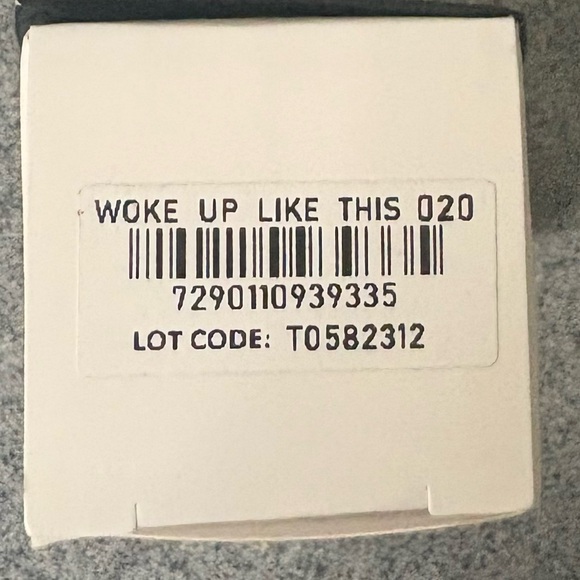 WOKE UP LIKE THIS 020
7290110939335
LOT CODE: T0582312